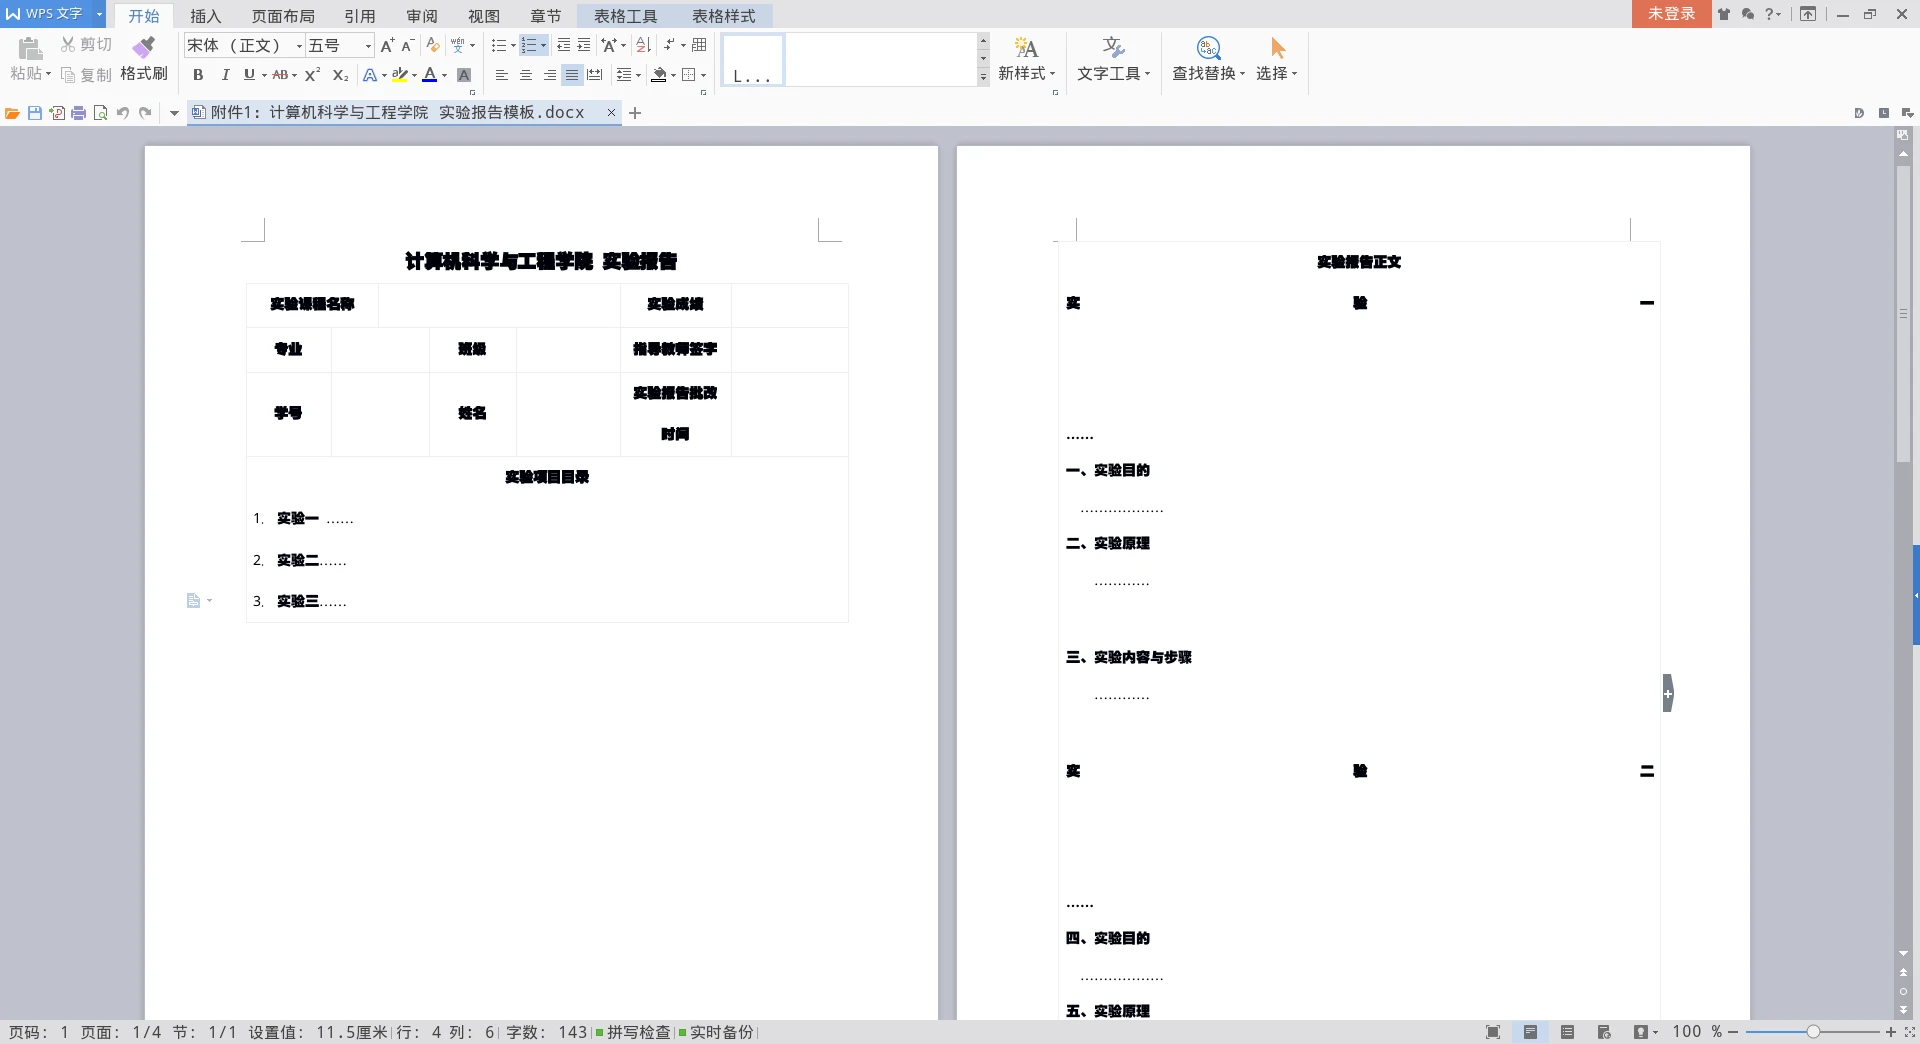 WPS 文字
开始 插入 页面布局 引用 审阅 视图 章节 表格工具 表格样式
未登录
粘贴 剪切 复制 格式刷
宋体 (正文) 五号
L...
新样式 文字工具 查找替换 选择
附件1: 计算机科学与工程学院 实验报告模板.docx
计算机科学与工程学院 实验报告
实验课程名称 实验成绩
专业 班级 指导教师签字
学号 姓名 实验报告批改
时间
实验项目目录
1. 实验一 ......
2. 实验二......
3. 实验三......
实验报告正文
实 验 一
......
一、实验目的
..................
二、实验原理
............
三、实验内容与步骤
............
实 验 二
......
四、实验目的
..................
五、实验原理
页码: 1 页面: 1/4 节: 1/1 设置值: 11.5厘米 行: 4 列: 6 字数: 143 拼写检查 实时备份
100 %